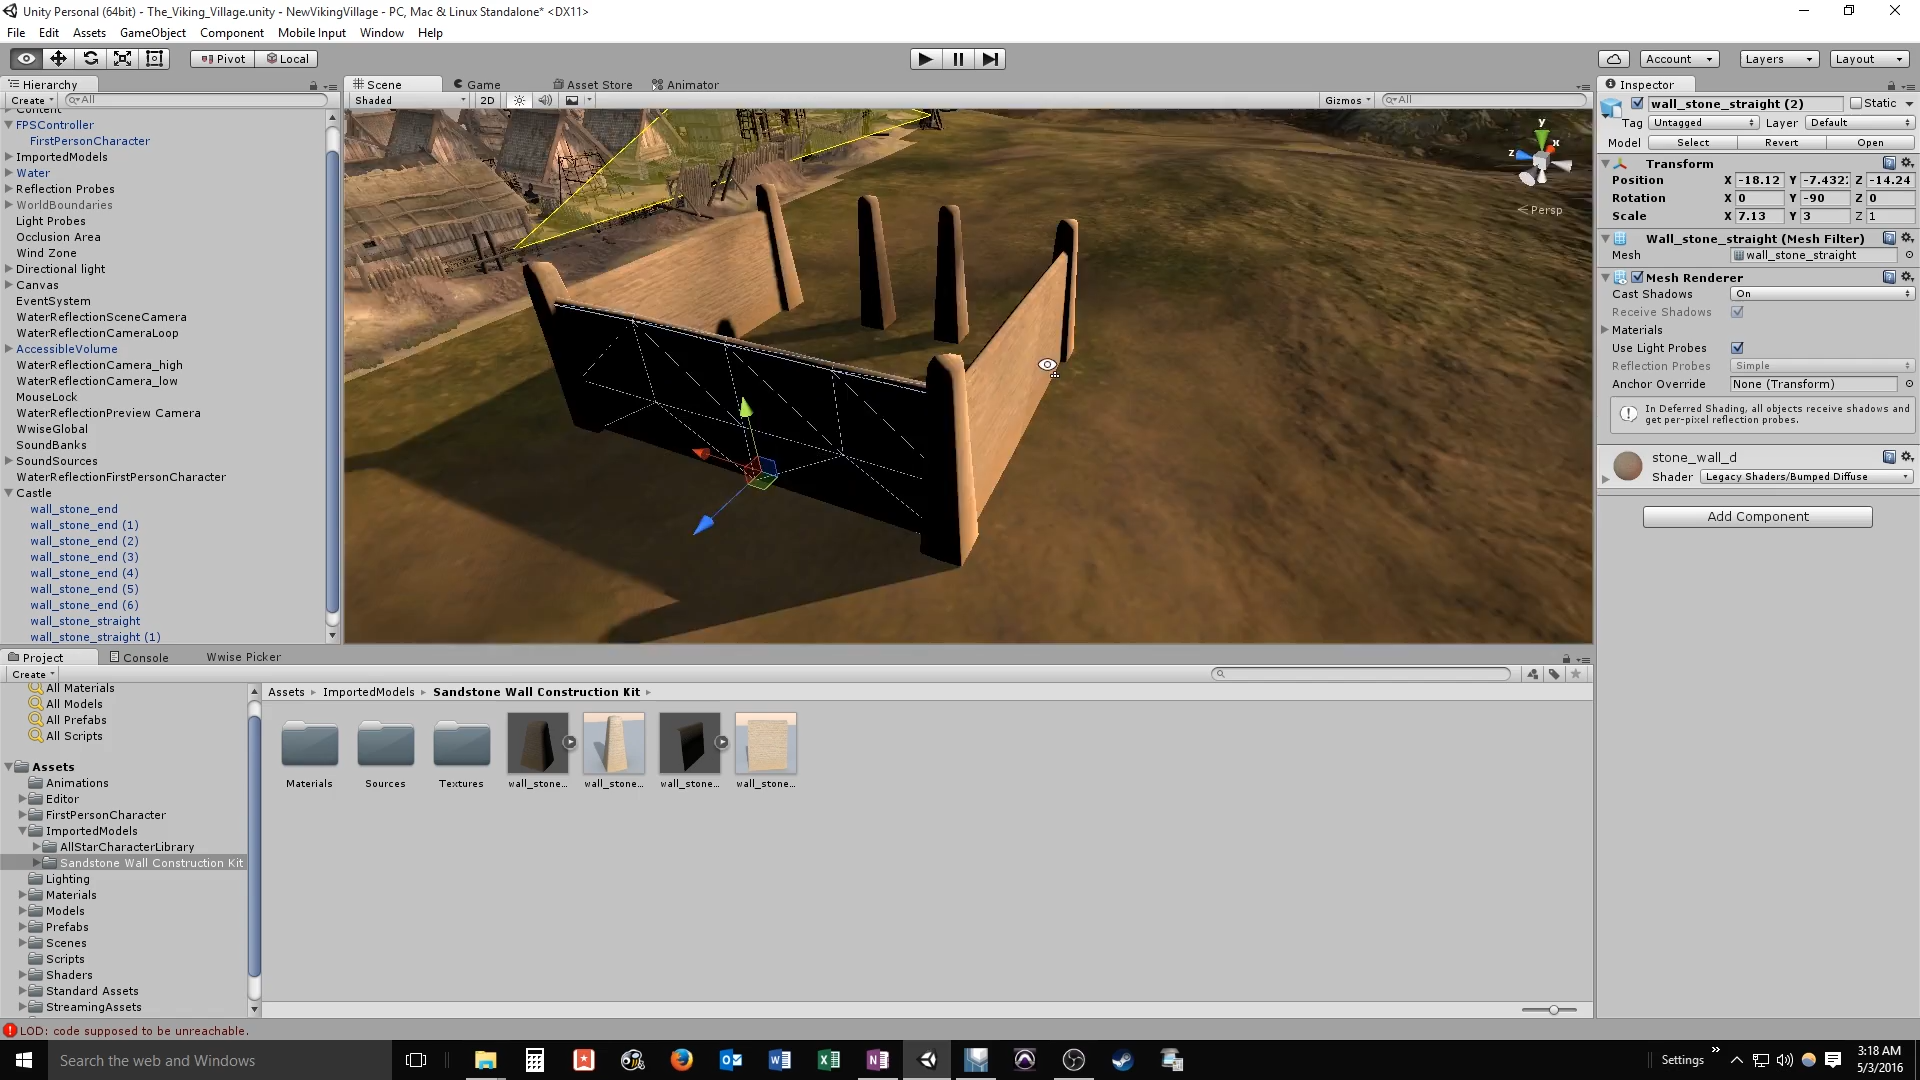 Unity Personal (64bit) - The_Viking_Village.unity - NewVikingVillage - PC, Mac & Linux Standalone* <DX11>
File Edit Assets GameObject Component Mobile Input Window Help
Pivot Local Account Layers Layout
Hierarchy
Create All
FPSController
FirstPersonCharacter
ImportedModels
Water
Reflection Probes
WorldBoundaries
Light Probes
Occlusion Area
Wind Zone
Directional light
Canvas
EventSystem
WaterReflectionSceneCamera
WaterReflectionCameraLoop
AccessibleVolume
WaterReflectionCamera_high
WaterReflectionCamera_low
MouseLock
WaterReflectionPreview Camera
WwiseGlobal
SoundBanks
SoundSources
WaterReflectionFirstPersonCharacter
Castle
wall_stone_end
wall_stone_end (1)
wall_stone_end (2)
wall_stone_end (3)
wall_stone_end (4)
wall_stone_end (5)
wall_stone_end (6)
wall_stone_straight
wall_stone_straight (1)
Scene Game Asset Store Animator
Shaded 2D Gizmos All
y
x
z
Persp
Inspector
wall_stone_straight (2) Static
Tag Untagged Layer Default
Model Select Revert Open
Transform
Position X -18.12 Y -7.432 Z -14.24
Rotation X 0 Y -90 Z 0
Scale X 7.13 Y 3 Z 1
Wall_stone_straight (Mesh Filter)
Mesh wall_stone_straight
Mesh Renderer
Cast Shadows On
Receive Shadows
Materials
Use Light Probes
Reflection Probes Simple
Anchor Override None (Transform)
In Deferred Shading, all objects receive shadows and
get per-pixel reflection probes.
stone_wall_d
Shader Legacy Shaders/Bumped Diffuse
Add Component
Project Console Wwise Picker
Create
All Materials
All Models
All Prefabs
All Scripts
Assets
Animations
Editor
FirstPersonCharacter
ImportedModels
AllStarCharacterLibrary
Sandstone Wall Construction Kit
Lighting
Materials
Models
Prefabs
Scenes
Scripts
Shaders
Standard Assets
StreamingAssets
Assets ImportedModels Sandstone Wall Construction Kit
Materials Sources Textures wall_stone... wall_stone... wall_stone... wall_stone...
LOD: code supposed to be unreachable.
Search the web and Windows
Settings
3:18 AM
5/3/2016